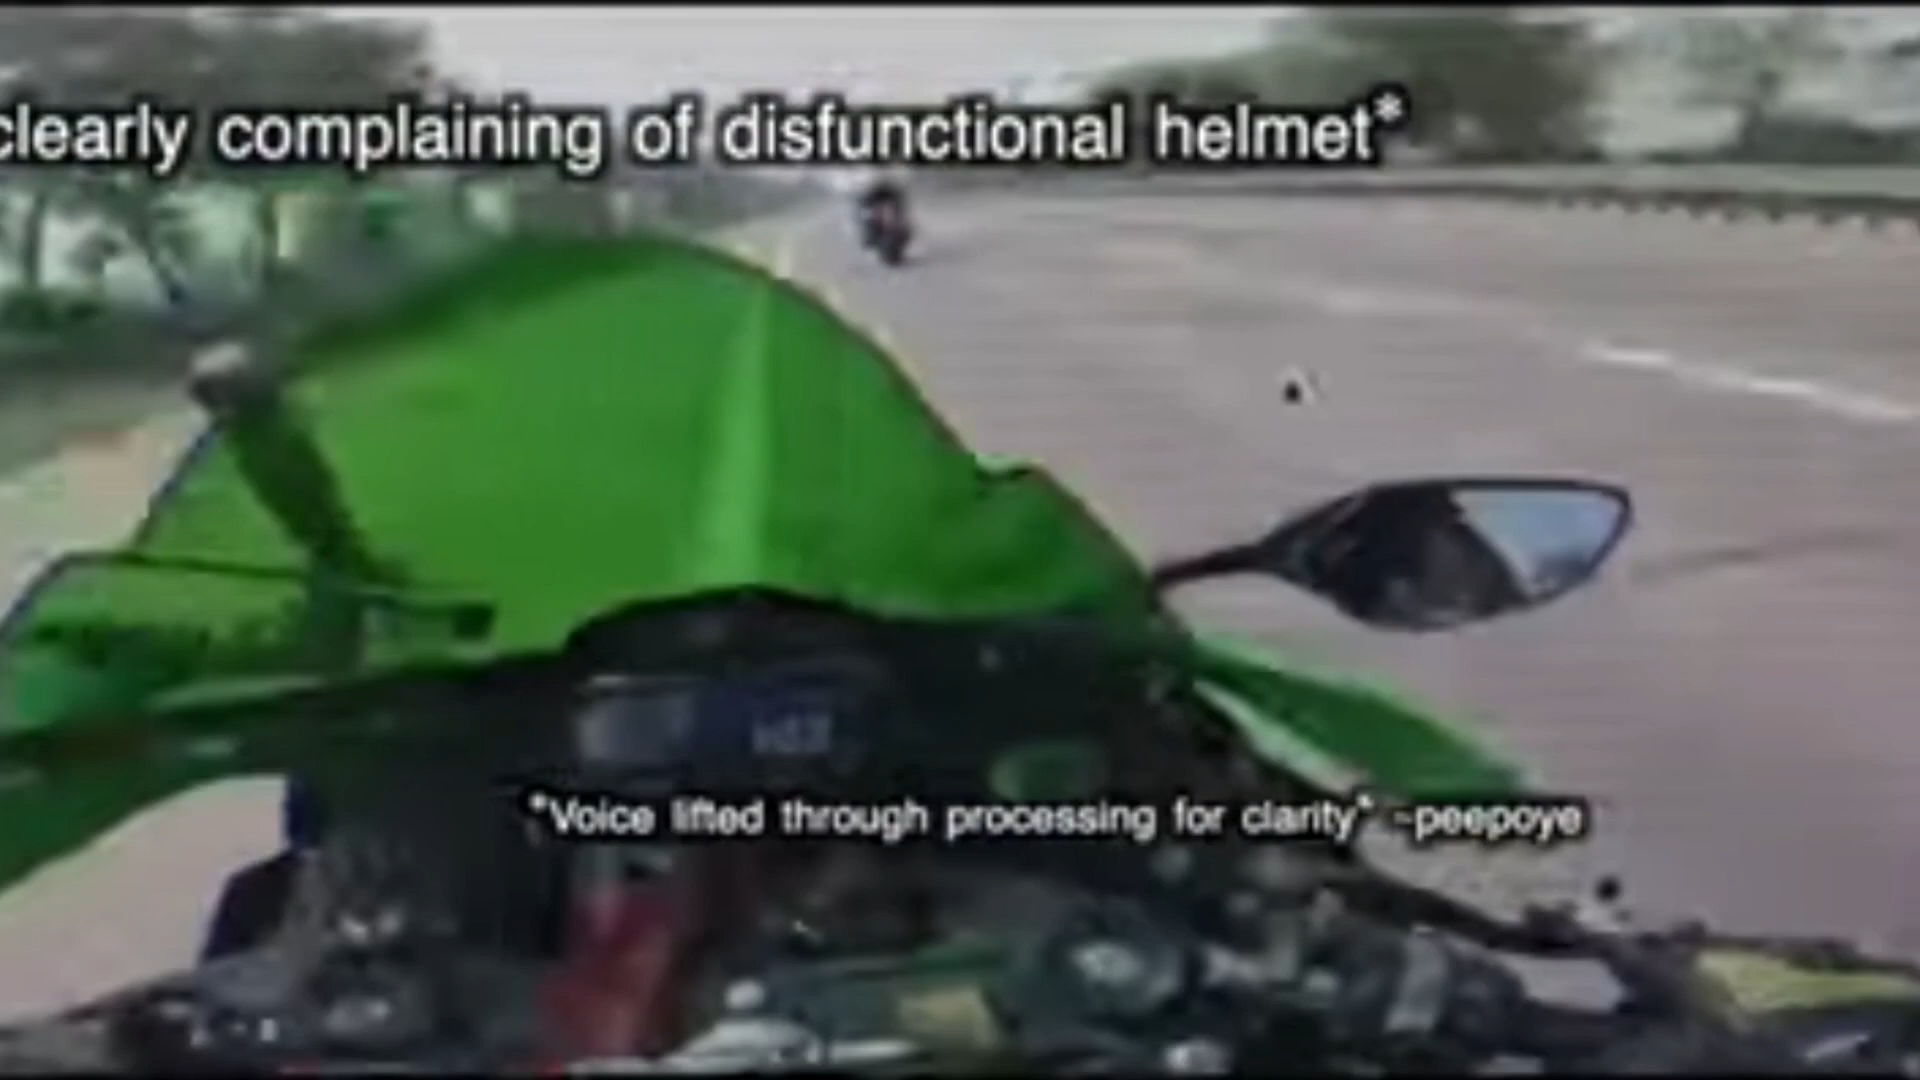 clearly complaining of disfunctional helmet*
*Voice lifted through processing for clarity* -peepoye